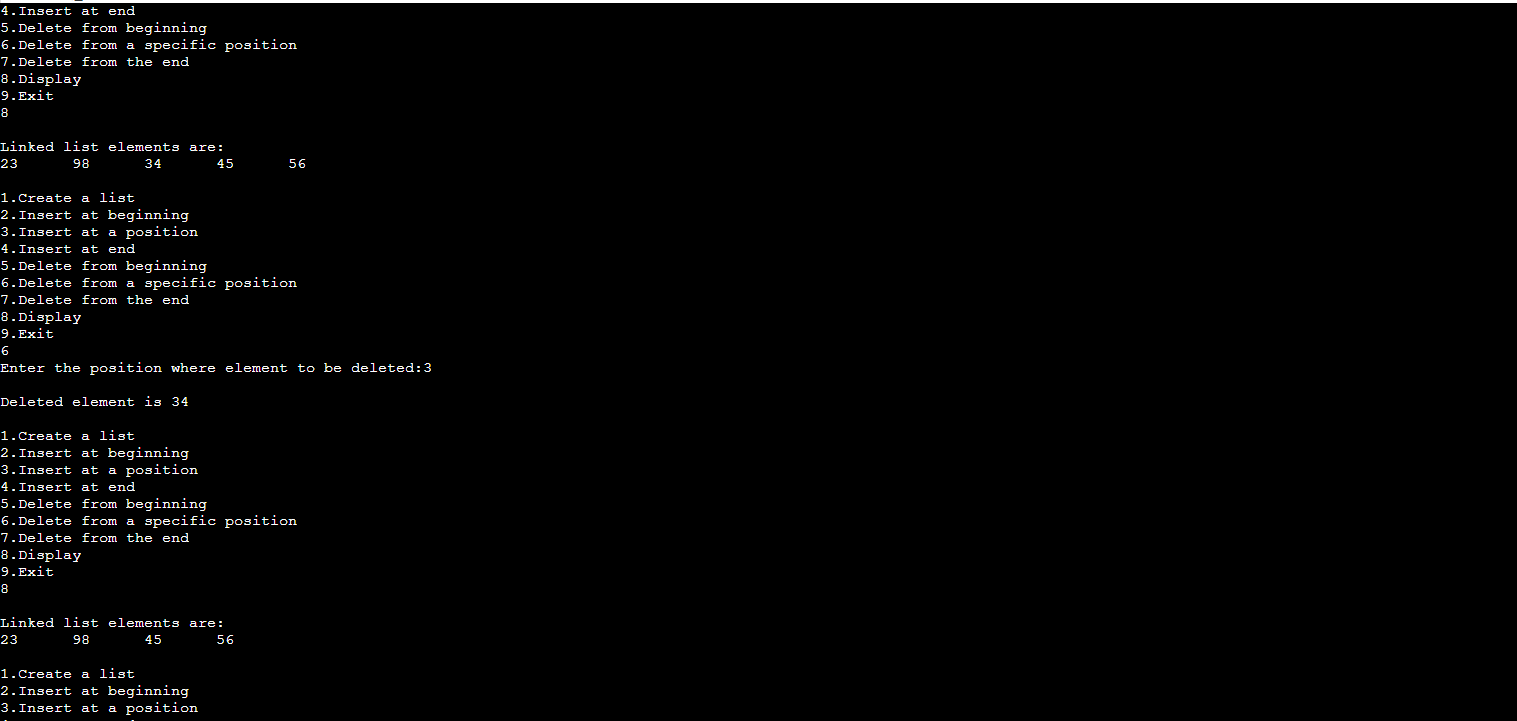 4.Insert at end
5.Delete from beginning
6.Delete from a specific position
7.Delete from the end
8.Display
9.Exit
8
Linked list elements are:
23 98 34 45 56
1.Create a list
2.Insert at beginning
3.Insert at a position
4.Insert at end
5.Delete from beginning
6.Delete from a specific position
7.Delete from the end
8.Display
9.Exit
6
Enter the position where element to be deleted:3
Deleted element is 34
1.Create a list
2.Insert at beginning
3.Insert at a position
4.Insert at end
5.Delete from beginning
6.Delete from a specific position
7.Delete from the end
8.Display
9.Exit
8
Linked list elements are:
23 98 45 56
1.Create a list
2.Insert at beginning
3.Insert at a position